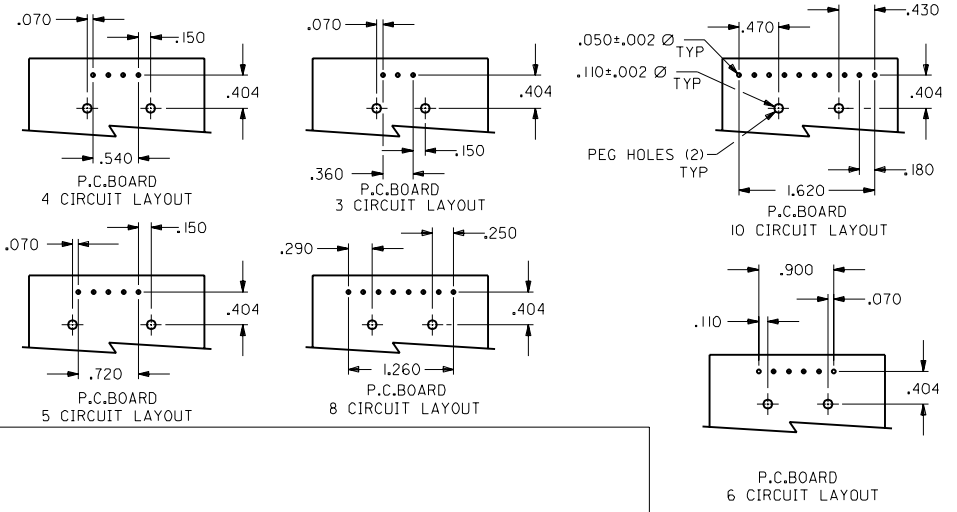 .070
.150
.404
.540
P.C.BOARD
4 CIRCUIT LAYOUT
.070
.404
.150
.360
P.C.BOARD
3 CIRCUIT LAYOUT
.470
.430
.050±.002 Ø
TYP
.110±.002 Ø
TYP
.404
PEG HOLES (2)
TYP
.180
1.620
P.C.BOARD
10 CIRCUIT LAYOUT
.150
.070
.404
.720
P.C.BOARD
5 CIRCUIT LAYOUT
.250
.290
.404
1.260
P.C.BOARD
8 CIRCUIT LAYOUT
.900
.070
.110
.404
P.C.BOARD
6 CIRCUIT LAYOUT